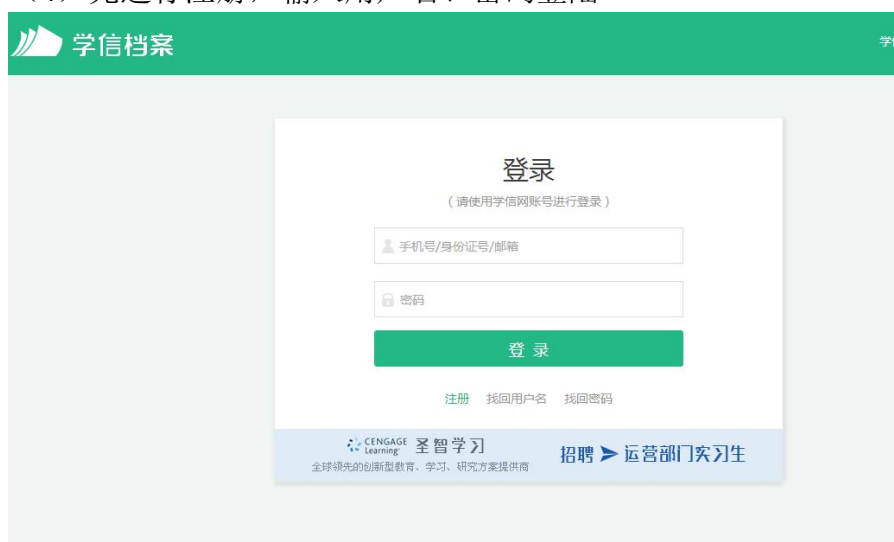 学信档案
登录
（请使用学信网账号进行登录）
手机号/身份证号/邮箱
密码
登 录
注册 找回用户名 找回密码
CENGAGE Learning 圣智学习
全球领先的创新型教育、学习、研究方案提供商
招聘 运营部门实习生